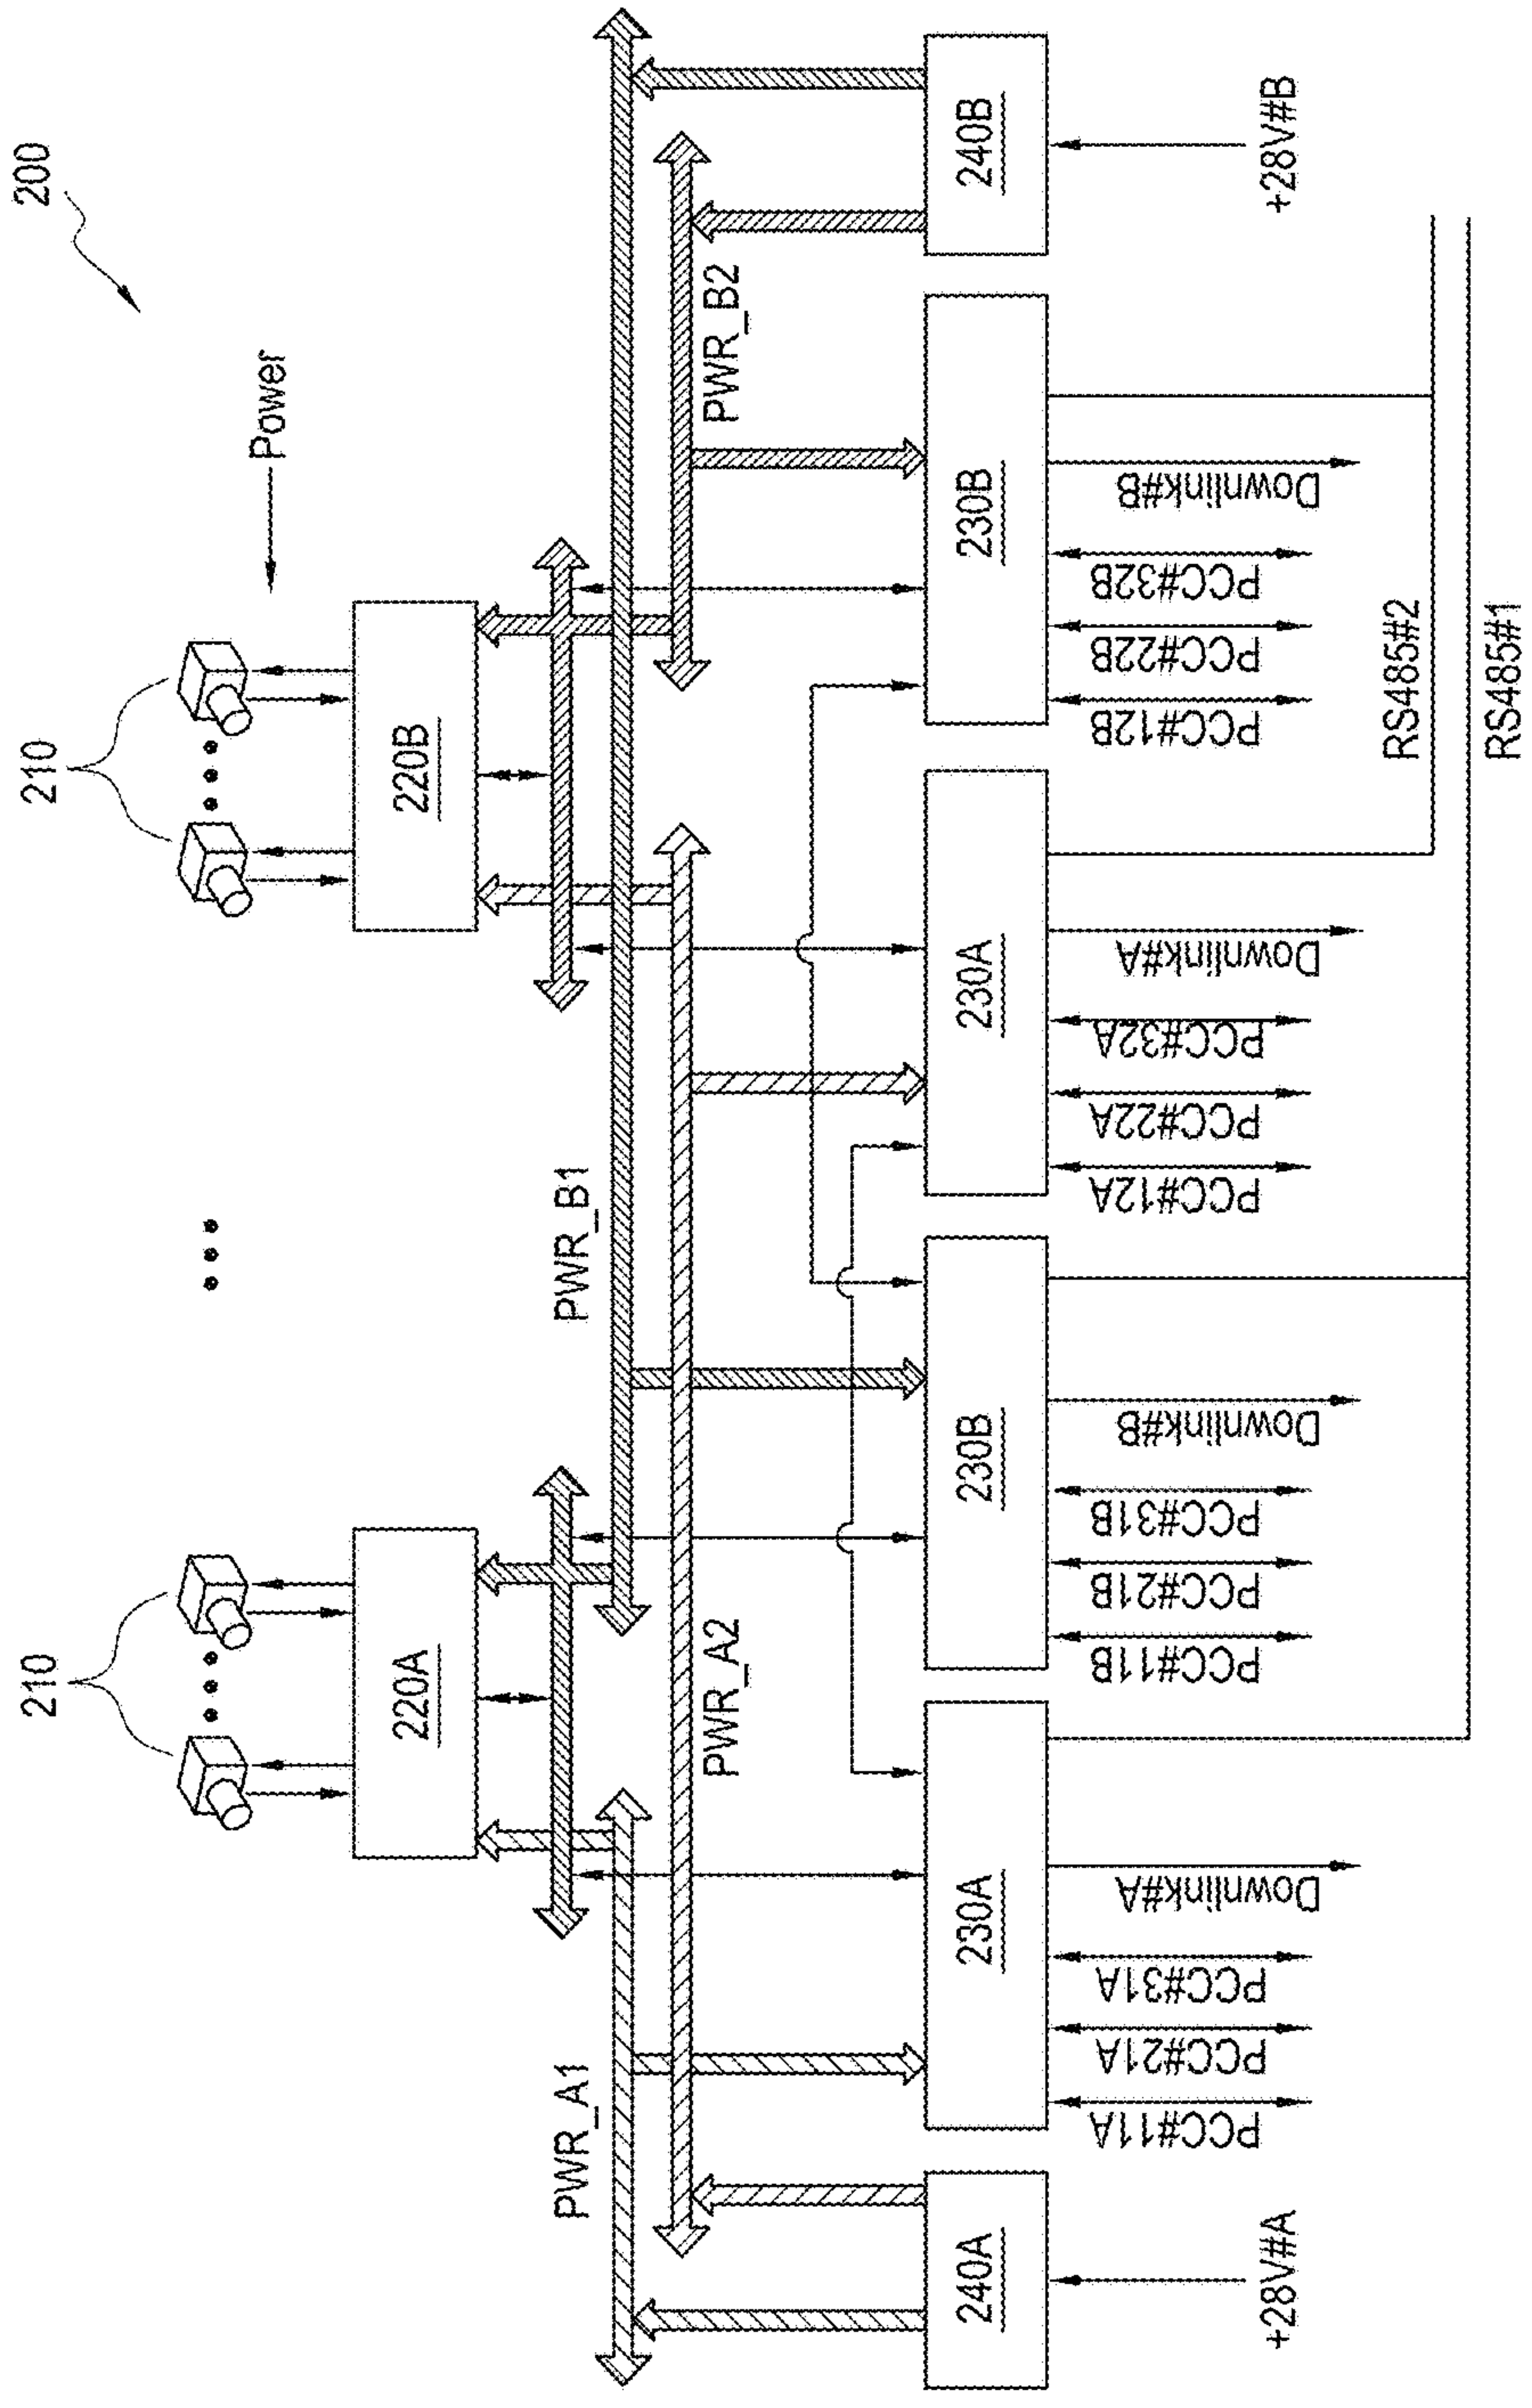 200
Power
210
210
220A
220B
PWR_B1
PWR_A1
PWR_A2
PWR_B2
240A
230A
230B
230A
230B
240B
+28V#A
PCC#11A
PCC#21A
PCC#31A
Downlink#A
PCC#11B
PCC#21B
PCC#31B
Downlink#B
PCC#12A
PCC#22A
PCC#32A
Downlink#A
PCC#12B
PCC#22B
PCC#32B
Downlink#B
+28V#B
RS485#2
RS485#1